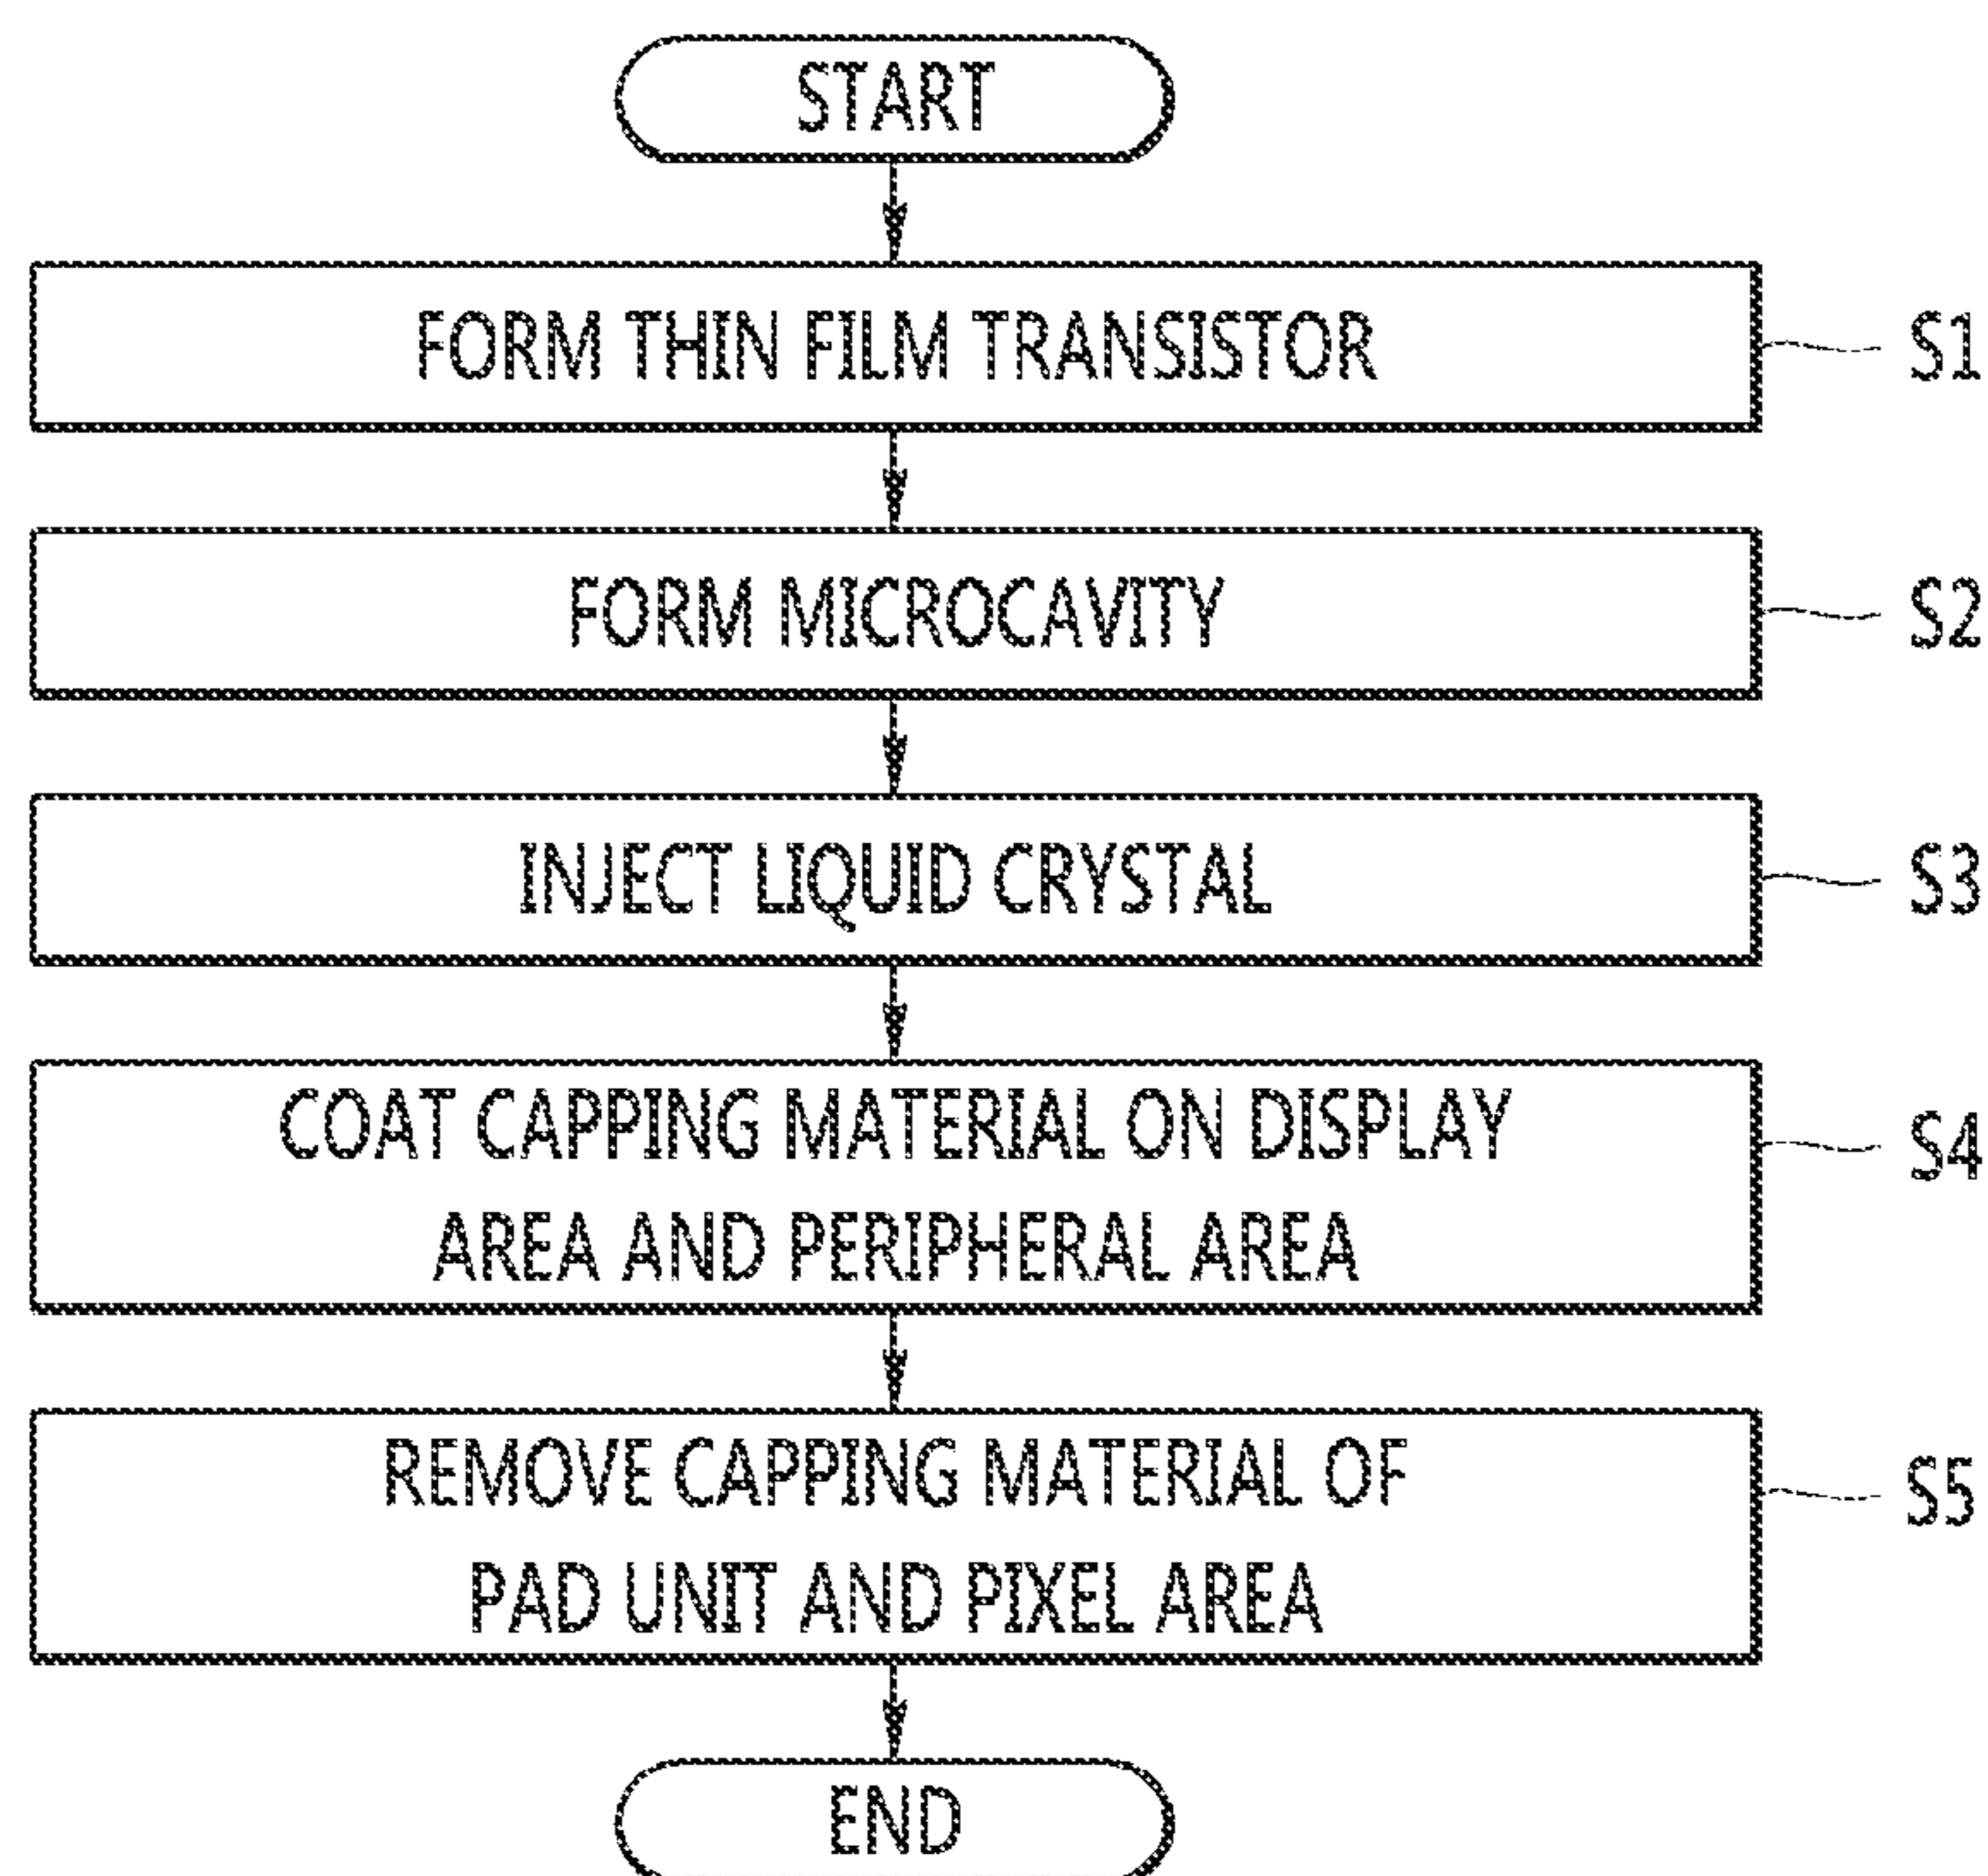 START
FORM THIN FILM TRANSISTOR
S1
FORM MICROCAVITY
S2
INJECT LIQUID CRYSTAL
S3
COAT CAPPING MATERIAL ON DISPLAY
AREA AND PERIPHERAL AREA
S4
REMOVE CAPPING MATERIAL OF
PAD UNIT AND PIXEL AREA
S5
END